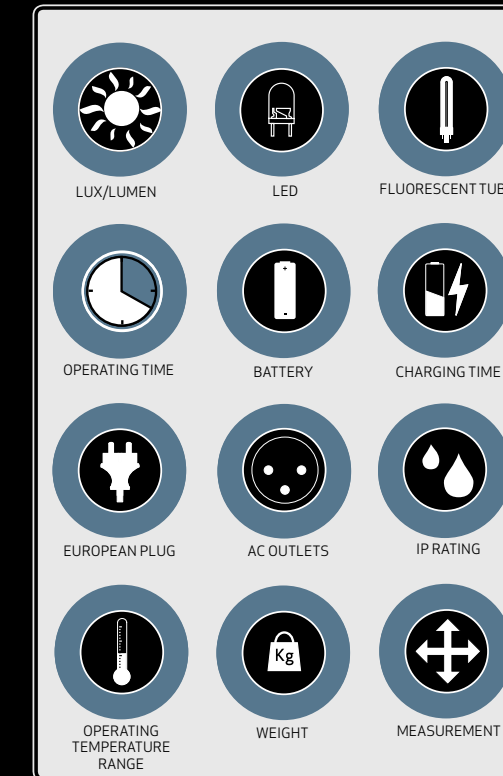 LUX/LUMEN
LED
FLUORESCENT TUB
OPERATING TIME
+
-
BATTERY
CHARGING TIME
EUROPEAN PLUG
AC OUTLETS
IP RATING
Kg
OPERATING
TEMPERATURE
RANGE
WEIGHT
MEASUREMENT